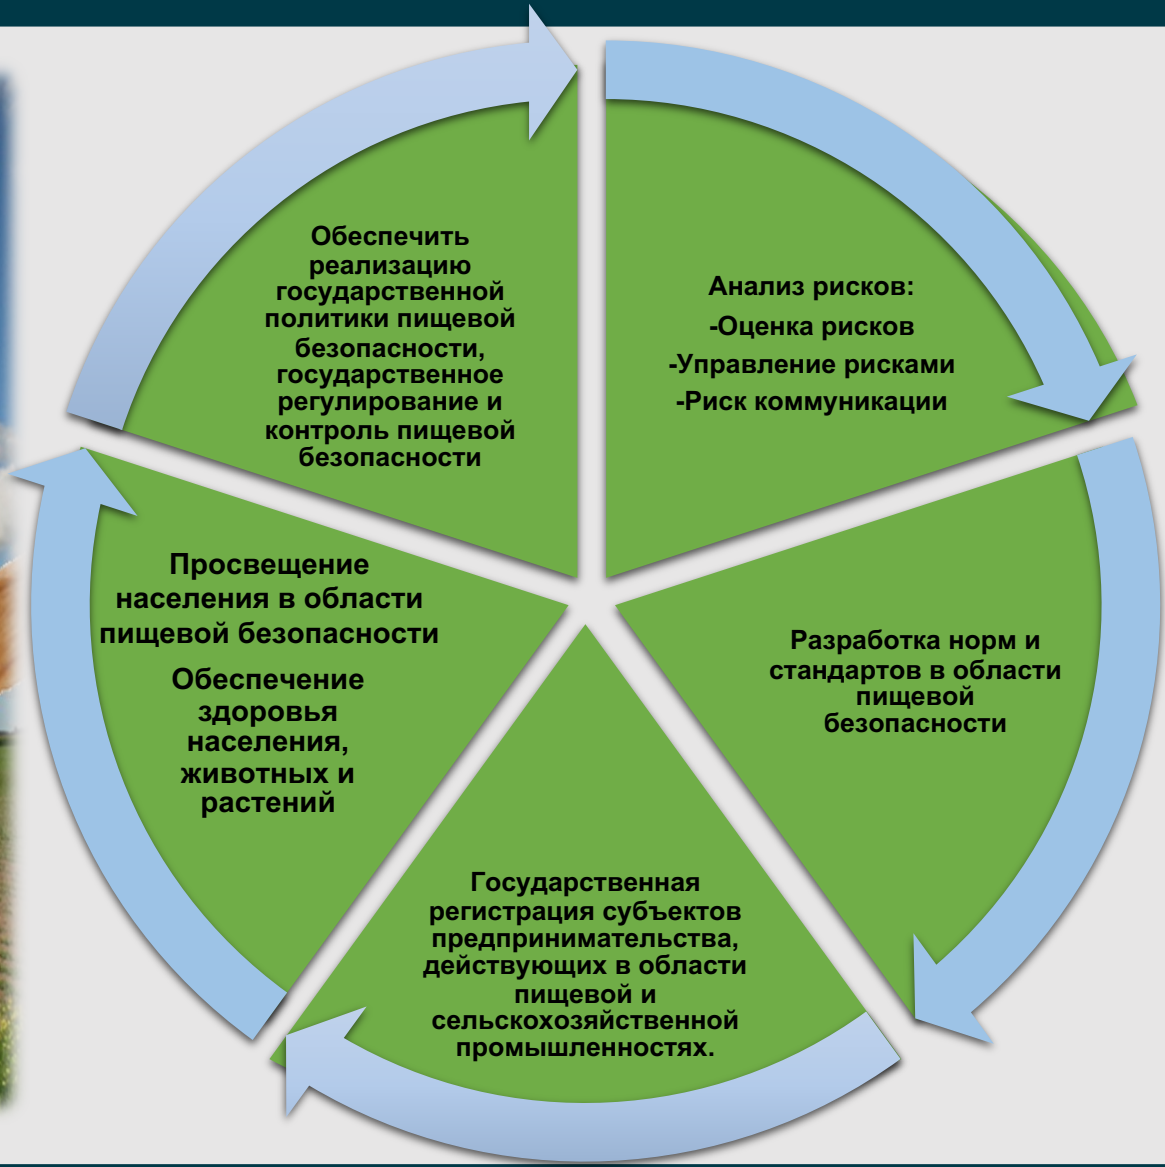 Обеспечить
реализацию
государственной
политики пищевой
безопасности,
государственное
регулирование и
контроль пищевой
безопасности
Анализ рисков:
-Оценка рисков
-Управление рисками
-Риск коммуникации
Разработка норм и
стандартов в области
пищевой
безопасности
Государственная
регистрация субъектов
предпринимательства,
действующих в области
пищевой и
сельскохозяйственной
промышленностях.
Просвещение
населения в области
пищевой безопасности
Обеспечение
здоровья
населения,
животных и
растений